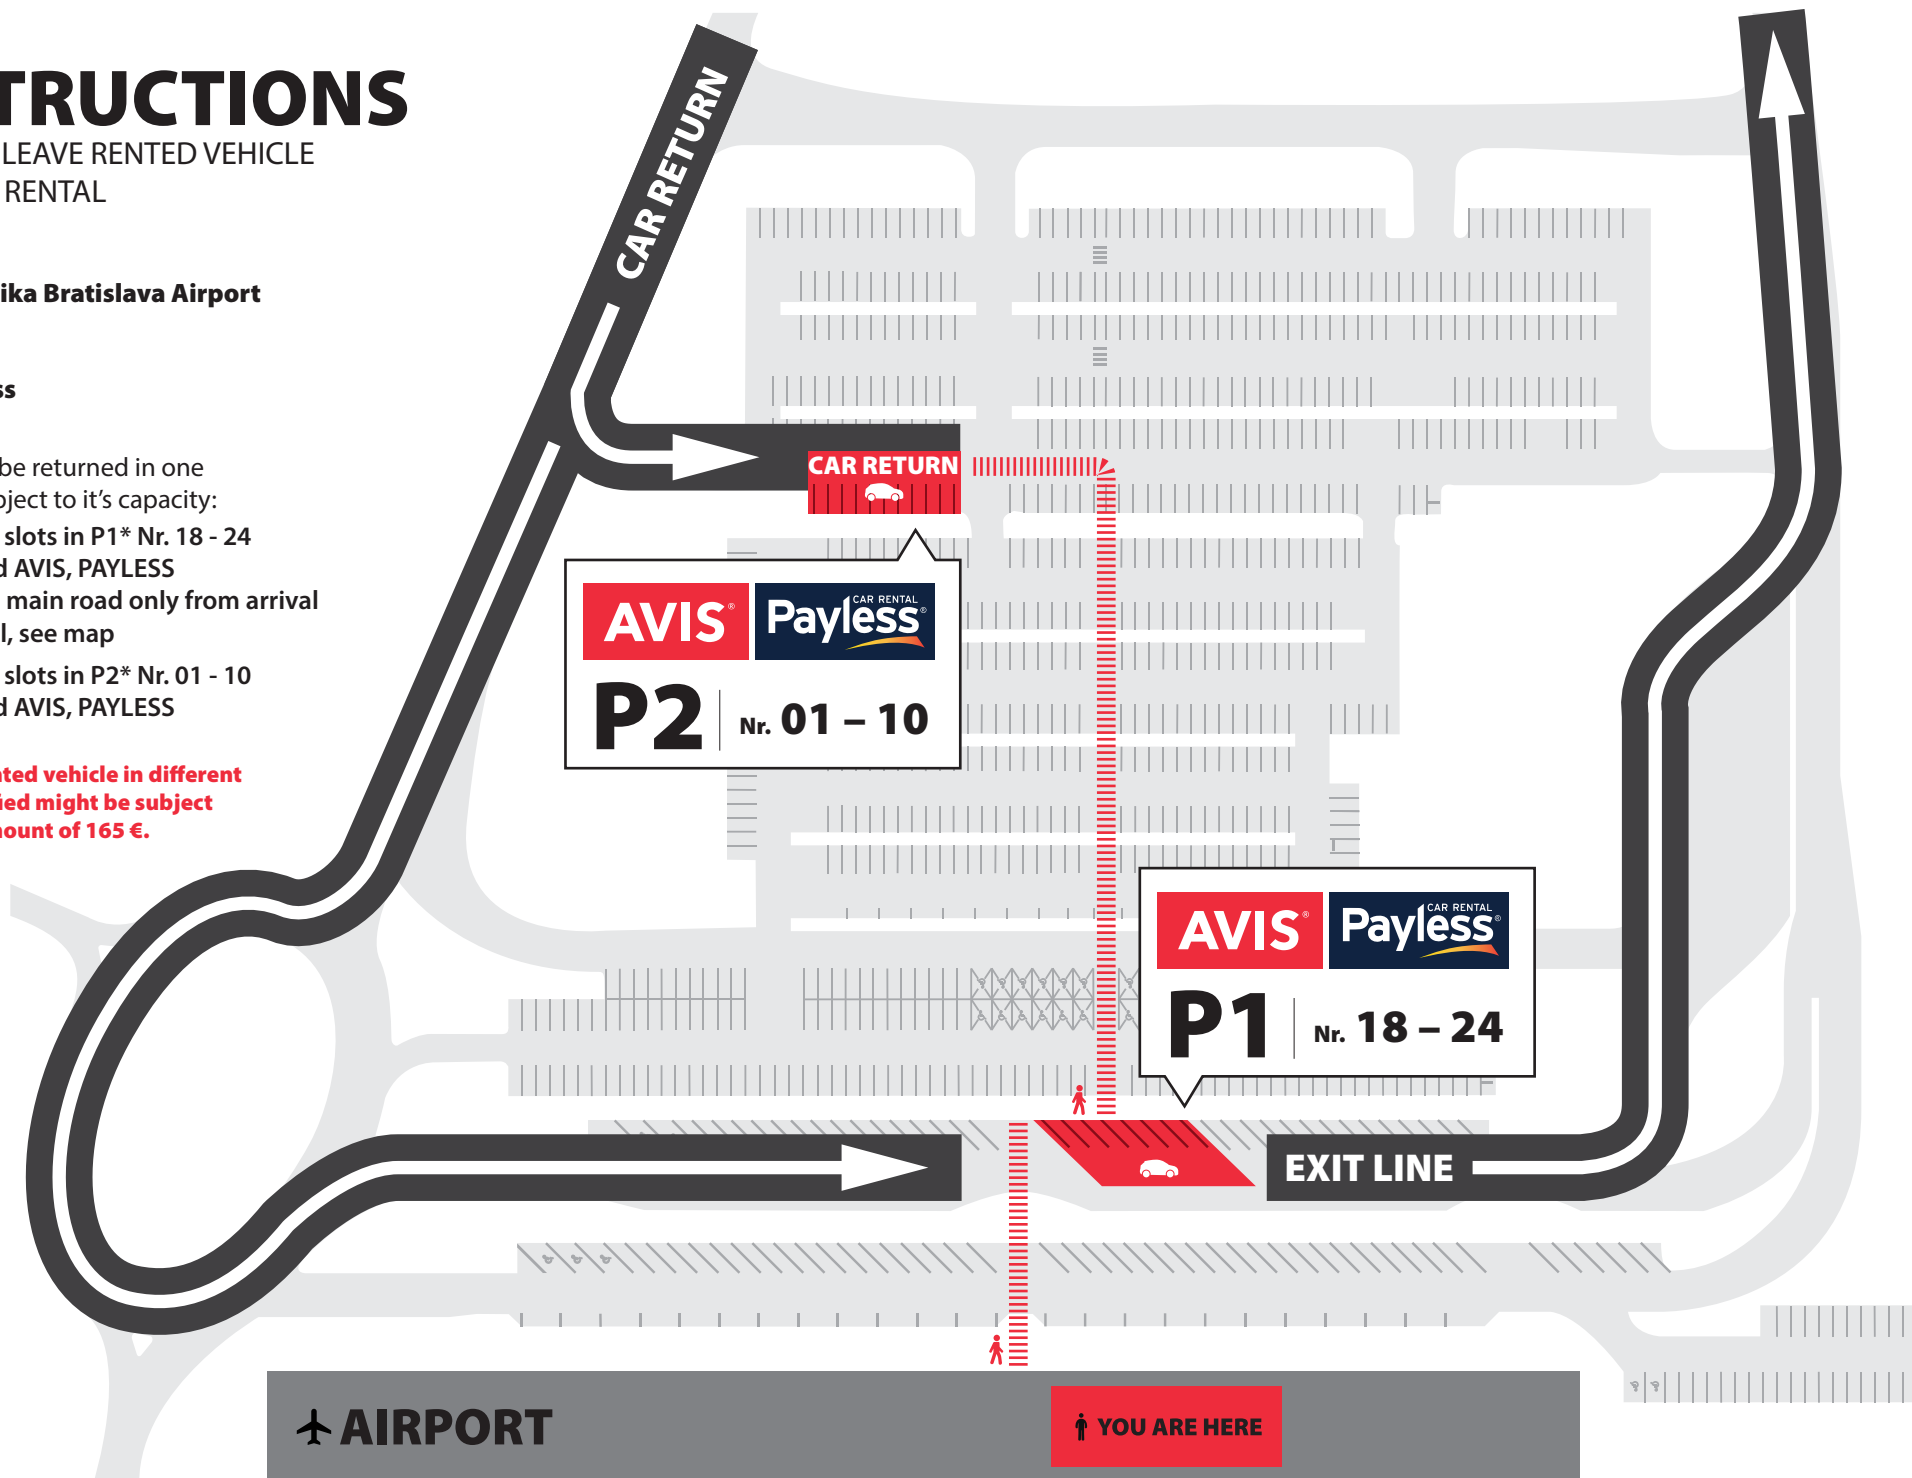 TRUCTIONS
LEAVE RENTED VEHICLE
RENTAL
ika Bratislava Airport
ss
be returned in one
bject to it's capacity:
slots in P1* Nr. 18 - 24
d AVIS, PAYLESS
main road only from arrival
l, see map
slots in P2* Nr. 01 - 10
d AVIS, PAYLESS
nted vehicle in different
fied might be subject
mount of 165 €.
CAR RETURN
CAR RETURN
AVIS®
CAR RENTAL
Payless®
P2
Nr. 01 – 10
AVIS®
CAR RENTAL
Payless®
P1
Nr. 18 – 24
EXIT LINE
AIRPORT
YOU ARE HERE